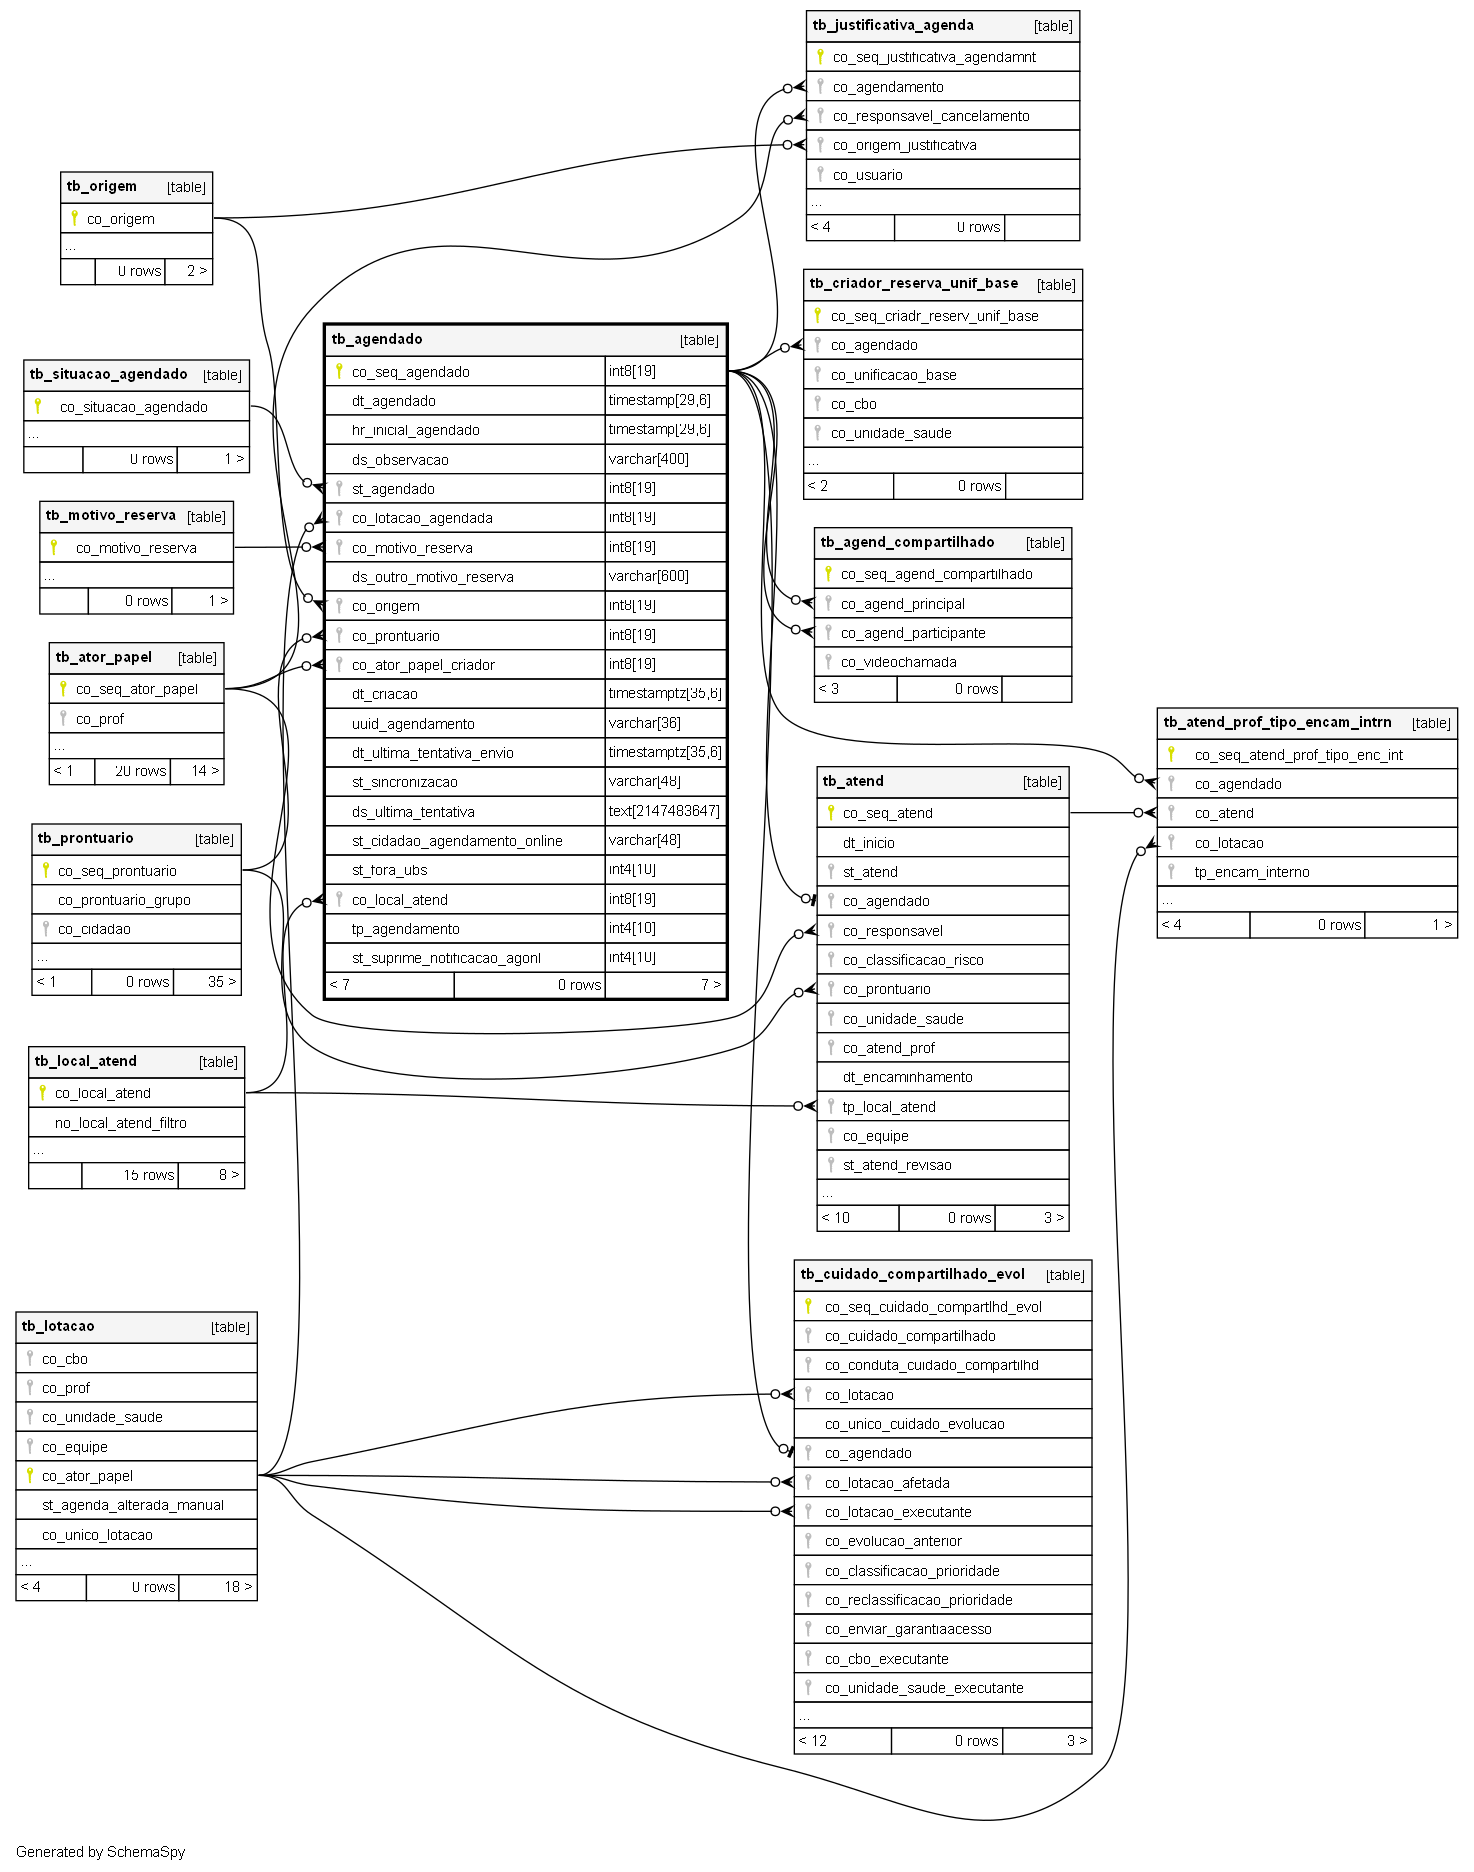 tb_justificativa_agenda [table]
co_seq_justificativa_agendamnt
co_agendamento
co_responsavel_cancelamento
co_origem_justificativa
co_usuario
...
< 4 0 rows
tb_origem [table]
co_origem
...
0 rows 2 >
tb_criador_reserva_unif_base [table]
co_seq_criadr_reserv_unif_base
co_agendado
co_unificacao_base
co_cbo
co_unidade_saude
...
< 2 0 rows
tb_agendado [table]
co_seq_agendado int8[19]
dt_agendado timestamp[29,6]
hr_inicial_agendado timestamp[29,6]
ds_observacao varchar[400]
st_agendado int8[19]
co_lotacao_agendada int8[19]
co_motivo_reserva int8[19]
ds_outro_motivo_reserva varchar[600]
co_origem int8[19]
co_prontuario int8[19]
co_ator_papel_criador int8[19]
dt_criacao timestamptz[35,6]
uuid_agendamento varchar[36]
dt_ultima_tentativa_envio timestamptz[35,6]
st_sincronizacao varchar[48]
ds_ultima_tentativa text[2147483647]
st_cidadao_agendamento_online varchar[48]
st_fora_ubs int4[10]
co_local_atend int8[19]
tp_agendamento int4[10]
st_suprime_notificacao_agonl int4[10]
< 7 0 rows 7 >
tb_situacao_agendado [table]
co_situacao_agendado
...
0 rows 1 >
tb_motivo_reserva [table]
co_motivo_reserva
...
0 rows 1 >
tb_agend_compartilhado [table]
co_seq_agend_compartilhado
co_agend_principal
co_agend_participante
co_videochamada
< 3 0 rows
tb_ator_papel [table]
co_seq_ator_papel
co_prof
...
< 1 20 rows 14 >
tb_atend_prof_tipo_encam_intrn [table]
co_seq_atend_prof_tipo_enc_int
co_agendado
co_atend
co_lotacao
tp_encam_interno
...
< 4 0 rows 1 >
tb_atend [table]
co_seq_atend
dt_inicio
st_atend
co_agendado
co_responsavel
co_classificacao_risco
co_prontuario
co_unidade_saude
co_atend_prof
dt_encaminhamento
tp_local_atend
co_equipe
st_atend_revisao
...
< 10 0 rows 3 >
tb_prontuario [table]
co_seq_prontuario
co_prontuario_grupo
co_cidadao
...
< 1 0 rows 35 >
tb_local_atend [table]
co_local_atend
no_local_atend_filtro
...
15 rows 8 >
tb_cuidado_compartilhado_evol [table]
co_seq_cuidado_compartlhd_evol
co_cuidado_compartilhado
co_conduta_cuidado_compartilhd
co_lotacao
co_unico_cuidado_evolucao
co_agendado
co_lotacao_afetada
co_lotacao_executante
co_evolucao_anterior
co_classificacao_prioridade
co_reclassificacao_prioridade
co_enviar_garantiaacesso
co_cbo_executante
co_unidade_saude_executante
...
< 12 0 rows 3 >
tb_lotacao [table]
co_cbo
co_prof
co_unidade_saude
co_equipe
co_ator_papel
st_agenda_alterada_manual
co_unico_lotacao
...
< 4 0 rows 18 >
Generated by SchemaSpy